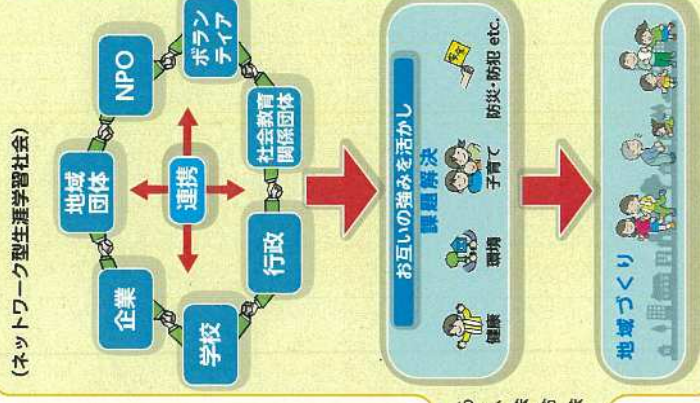 (ネットワーク型生涯学習社会)
地域
団体
企業
NPO
連携
学校
ボラン
ティア
行政
社会教育
関係団体
お互いの強みを活かし
課題解決
健康
環境
子育て
防災・防犯 etc.
地域づくり